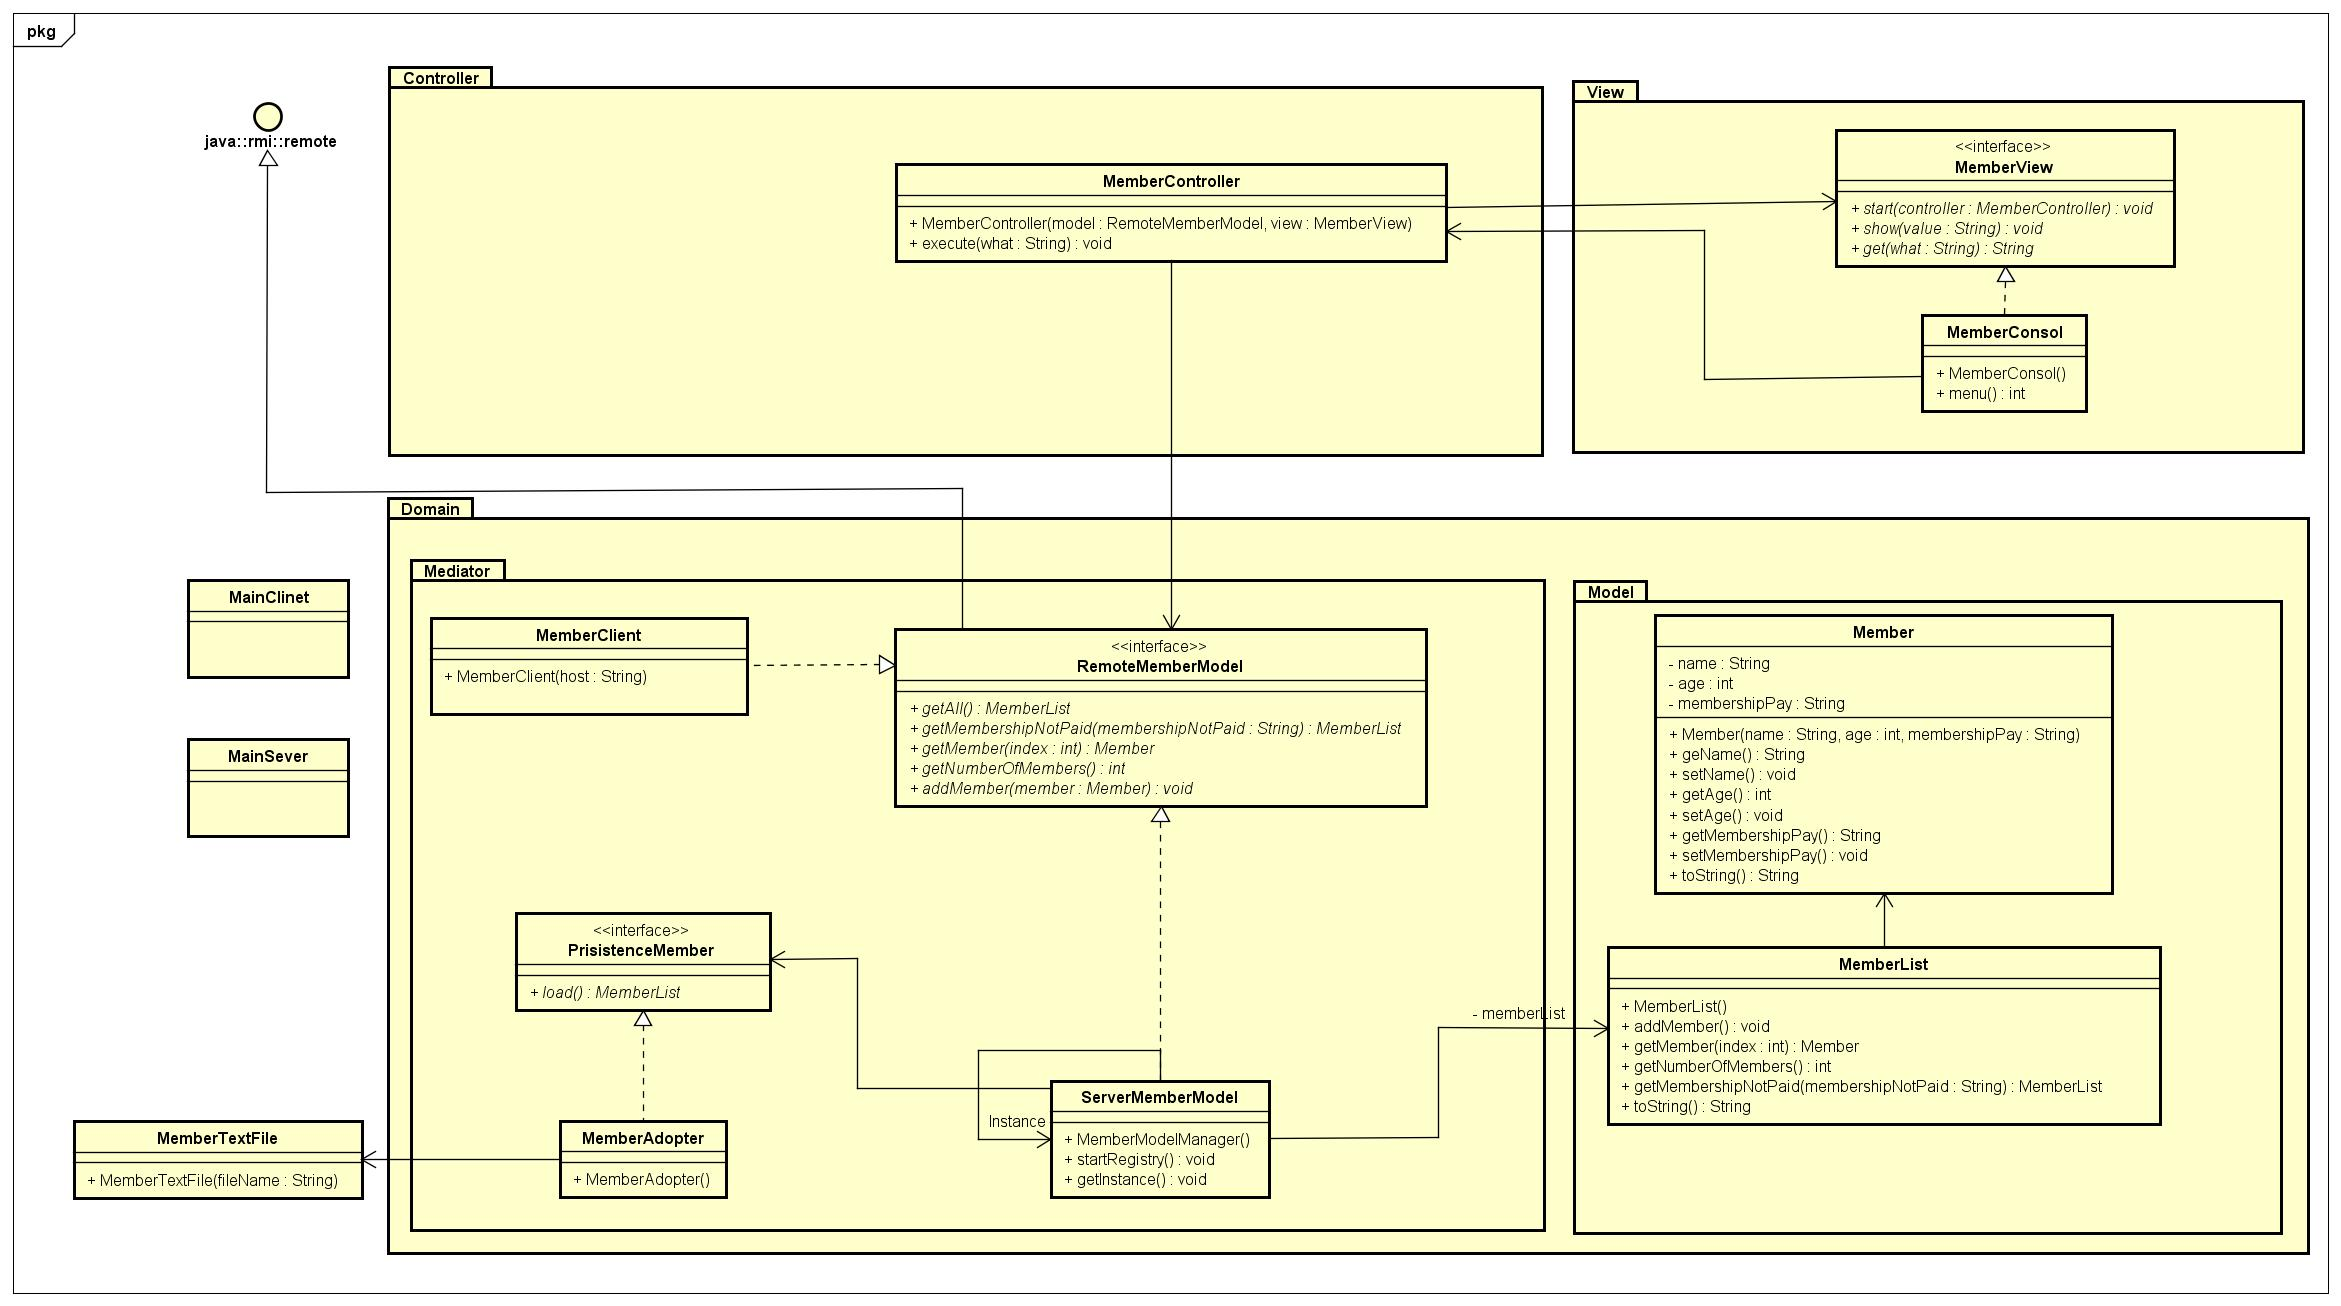 pkg
Controller
java::rmi::remote
MemberController
+ MemberController(model : RemoteMemberModel, view : MemberView)
+ execute(what : String) : void
View
<<interface>>
MemberView
+ start(controller : MemberController) : void
+ show(value : String) : void
+ get(what : String) : String
MemberConsol
+ MemberConsol()
+ menu() : int
Domain
Mediator
MainClinet
MainSever
MemberClient
+ MemberClient(host : String)
<<interface>>
RemoteMemberModel
+ getAll() : MemberList
+ getMembershipNotPaid(membershipNotPaid : String) : MemberList
+ getMember(index : int) : Member
+ getNumberOfMembers() : int
+ addMember(member : Member) : void
<<interface>>
PrisistenceMember
+ load() : MemberList
MemberTextFile
+ MemberTextFile(fileName : String)
MemberAdopter
+ MemberAdopter()
Instance
ServerMemberModel
+ MemberModelManager()
+ startRegistry() : void
+ getInstance() : void
- memberList
Model
Member
- name : String
- age : int
- membershipPay : String
+ Member(name : String, age : int, membershipPay : String)
+ geName() : String
+ setName() : void
+ getAge() : int
+ setAge() : void
+ getMembershipPay() : String
+ setMembershipPay() : void
+ toString() : String
MemberList
+ MemberList()
+ addMember() : void
+ getMember(index : int) : Member
+ getNumberOfMembers() : int
+ getMembershipNotPaid(membershipNotPaid : String) : MemberList
+ toString() : String